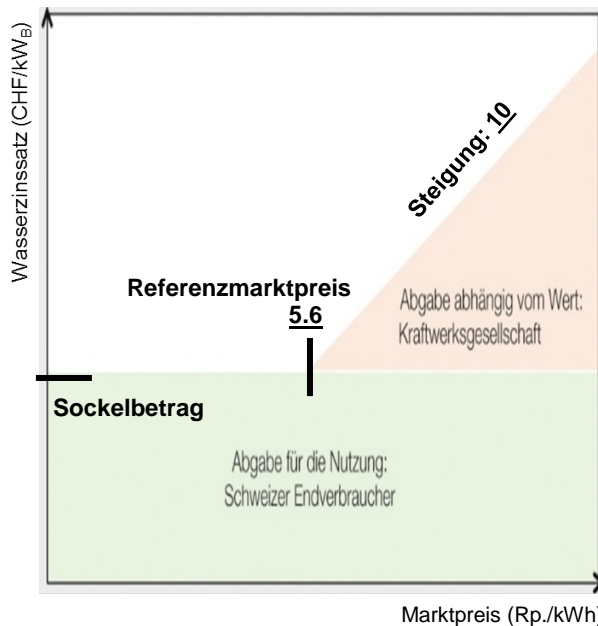 Wasserzinssatz (CHF/kWB)
Steigung: 10
Referenzmarktpreis
5.6
Abgabe abhängig vom Wert:
Kraftwerksgesellschaft
Sockelbetrag
Abgabe für die Nutzung:
Schweizer Endverbraucher
Marktpreis (Rp./kWh)